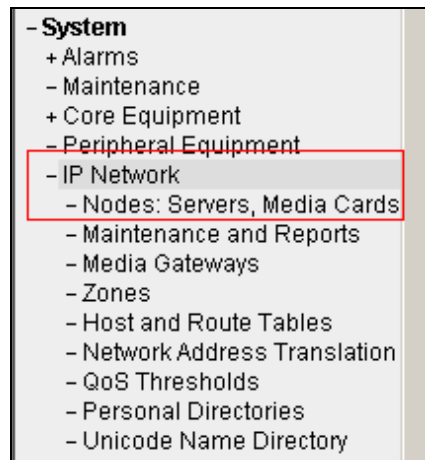 – System
+ Alarms
– Maintenance
+ Core Equipment
– Peripheral Equipment
– IP Network
– Nodes: Servers, Media Cards
– Maintenance and Reports
– Media Gateways
– Zones
– Host and Route Tables
– Network Address Translation
– QoS Thresholds
– Personal Directories
– Unicode Name Directory